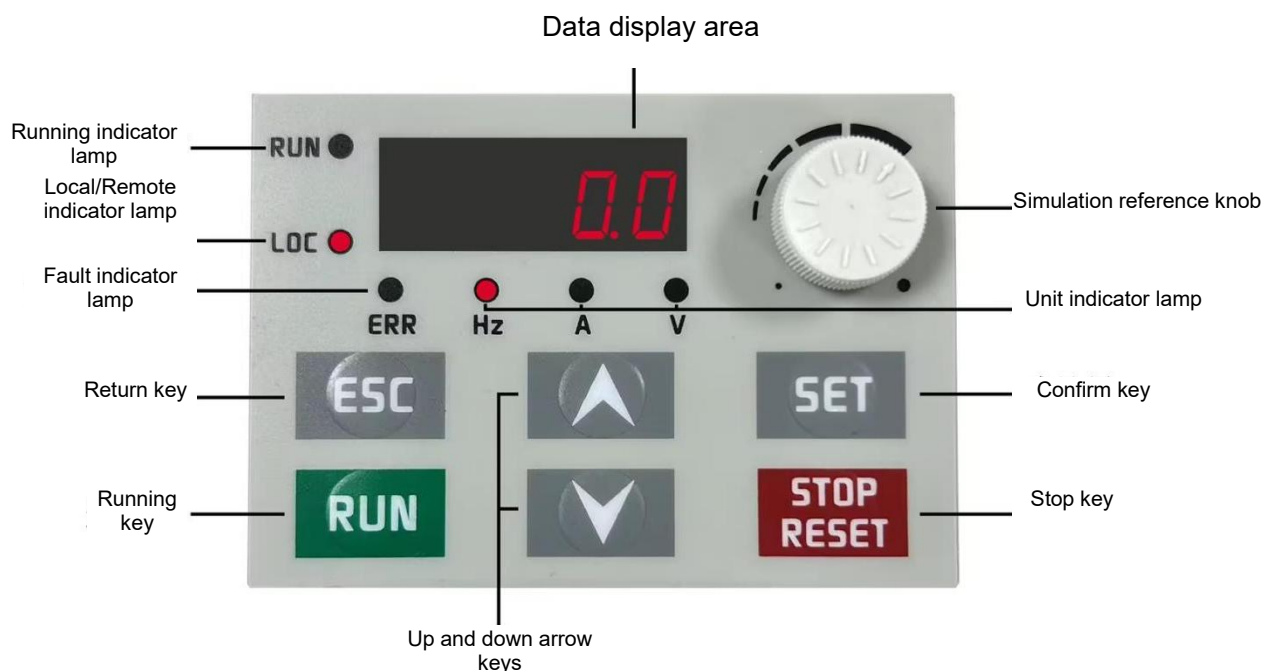 Data display area
Running indicator
lamp
RUN
0.0
Local/Remote
indicator lamp
Simulation reference knob
LOC
Fault indicator
lamp
Unit indicator lamp
ERR
Hz
A
V
Return key
ESC
SET
Confirm key
Running
key
RUN
STOP
RESET
Stop key
Up and down arrow
keys